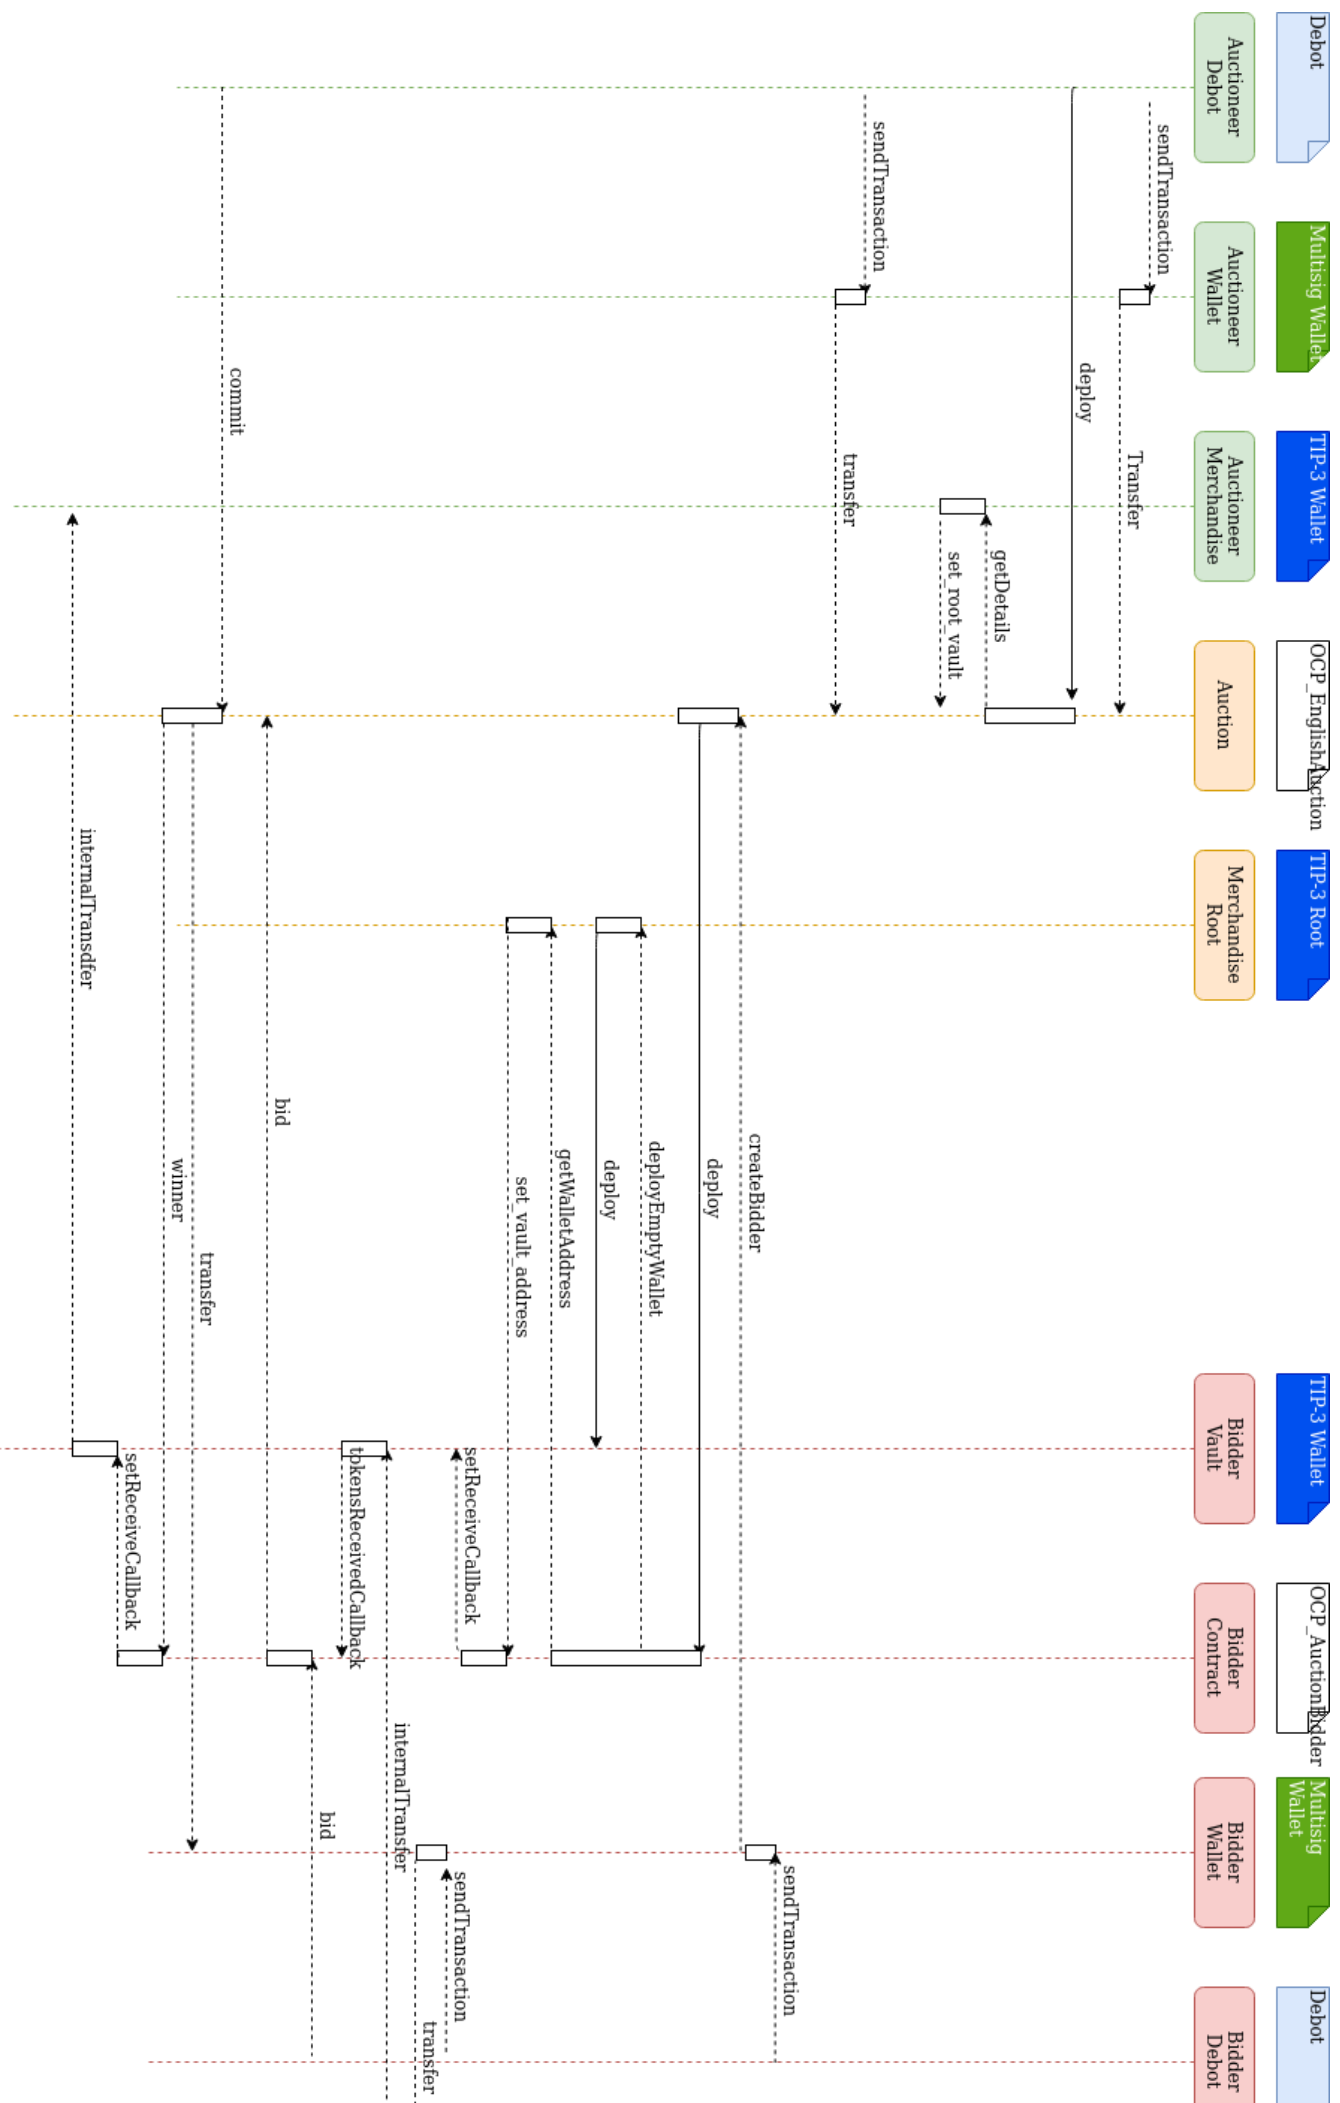 Debot
Multisig Wallet
TIP-3 Wallet
OCP_EnglishAuction
TIP-3 Root
TIP-3 Wallet
OCP_AuctionBidder
Multisig
Wallet
Debot
Auctioneer
Debot
Auctioneer
Wallet
Auctioneer
Merchandise
Auction
Merchandise
Root
Bidder
Vault
Bidder
Contract
Bidder
Wallet
Bidder
Debot
sendTransaction
Transfer
deploy
getDetails
set_root_vault
sendTransaction
transfer
sendTransaction
createBidder
deploy
deployEmptyWallet
deploy
getWalletAddress
set_vault_address
setReceiveCallback
sendTransaction
transfer
internalTransfer
tokensReceivedCallback
bid
bid
commit
transfer
winner
setReceiveCallback
internalTransdfer